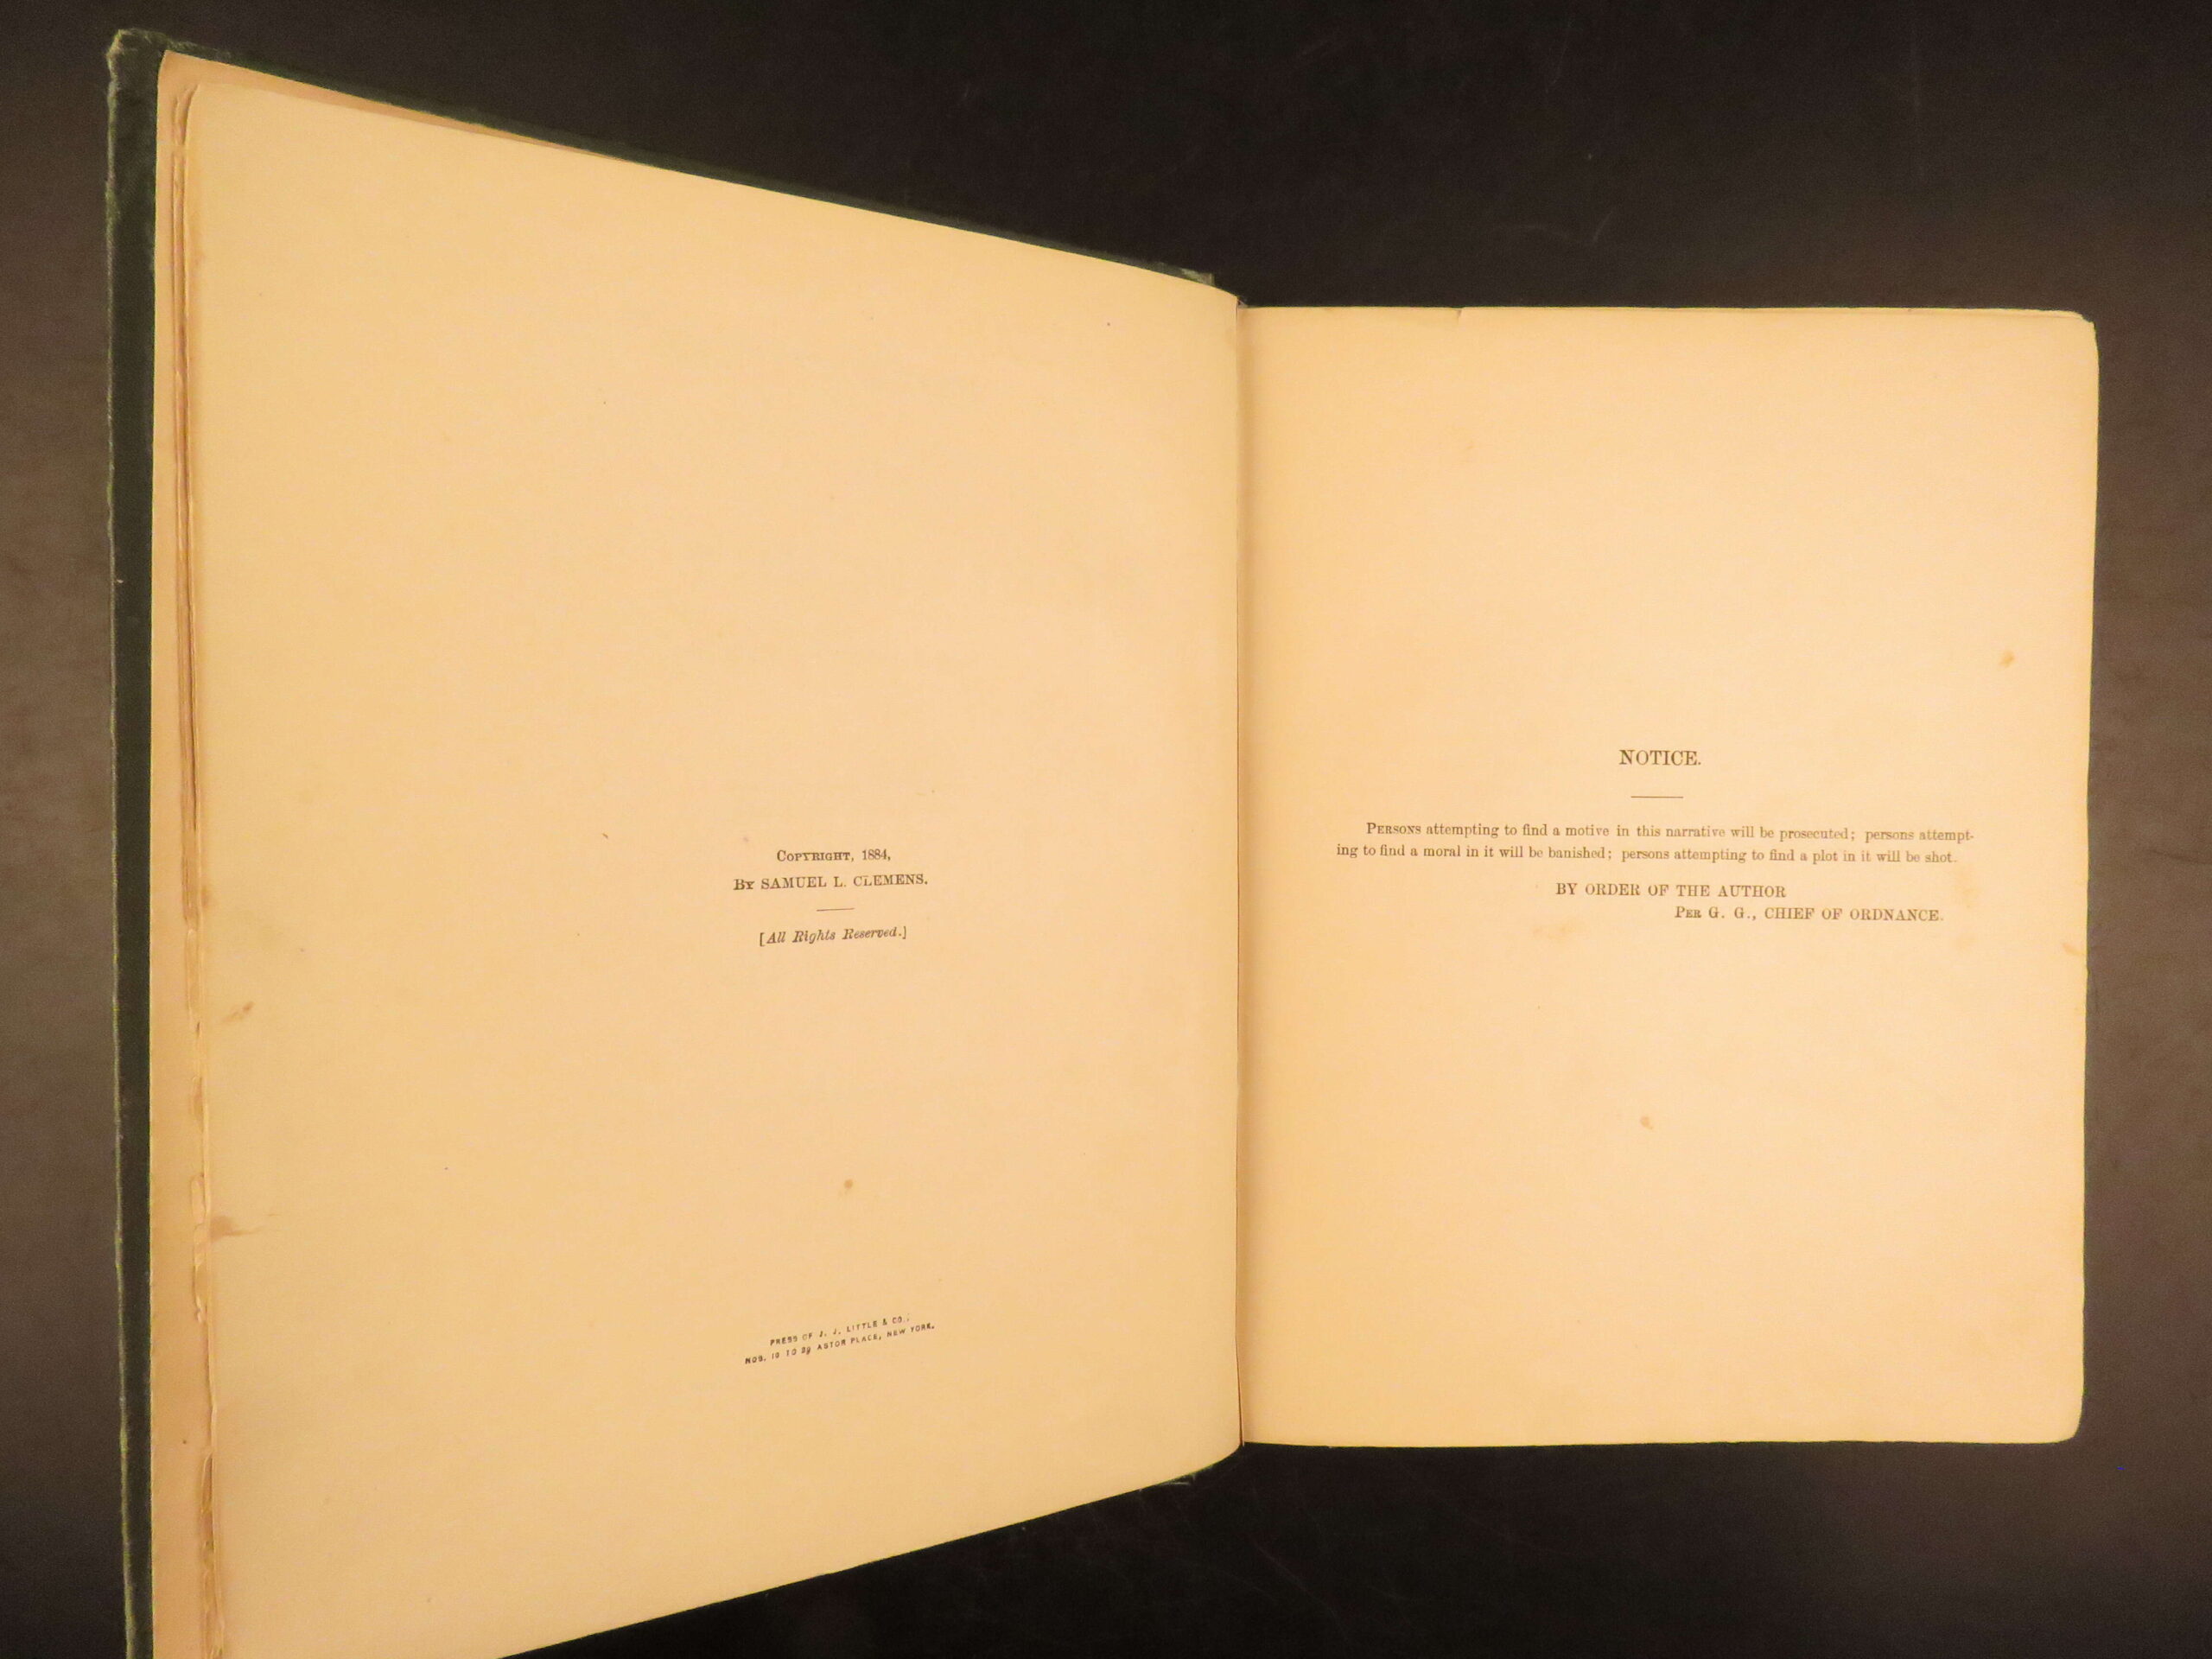 COPYRIGHT, 1884,
BY SAMUEL L. CLEMENS.
[All Rights Reserved.]
PRESS OF J. J. LITTLE & CO.,
NOS. 10 TO 20 ASTOR PLACE, NEW YORK.
NOTICE.
PERSONS attempting to find a motive in this narrative will be prosecuted; persons attempt-
ing to find a moral in it will be banished; persons attempting to find a plot in it will be shot.
BY ORDER OF THE AUTHOR
PER G. G., CHIEF OF ORDNANCE.